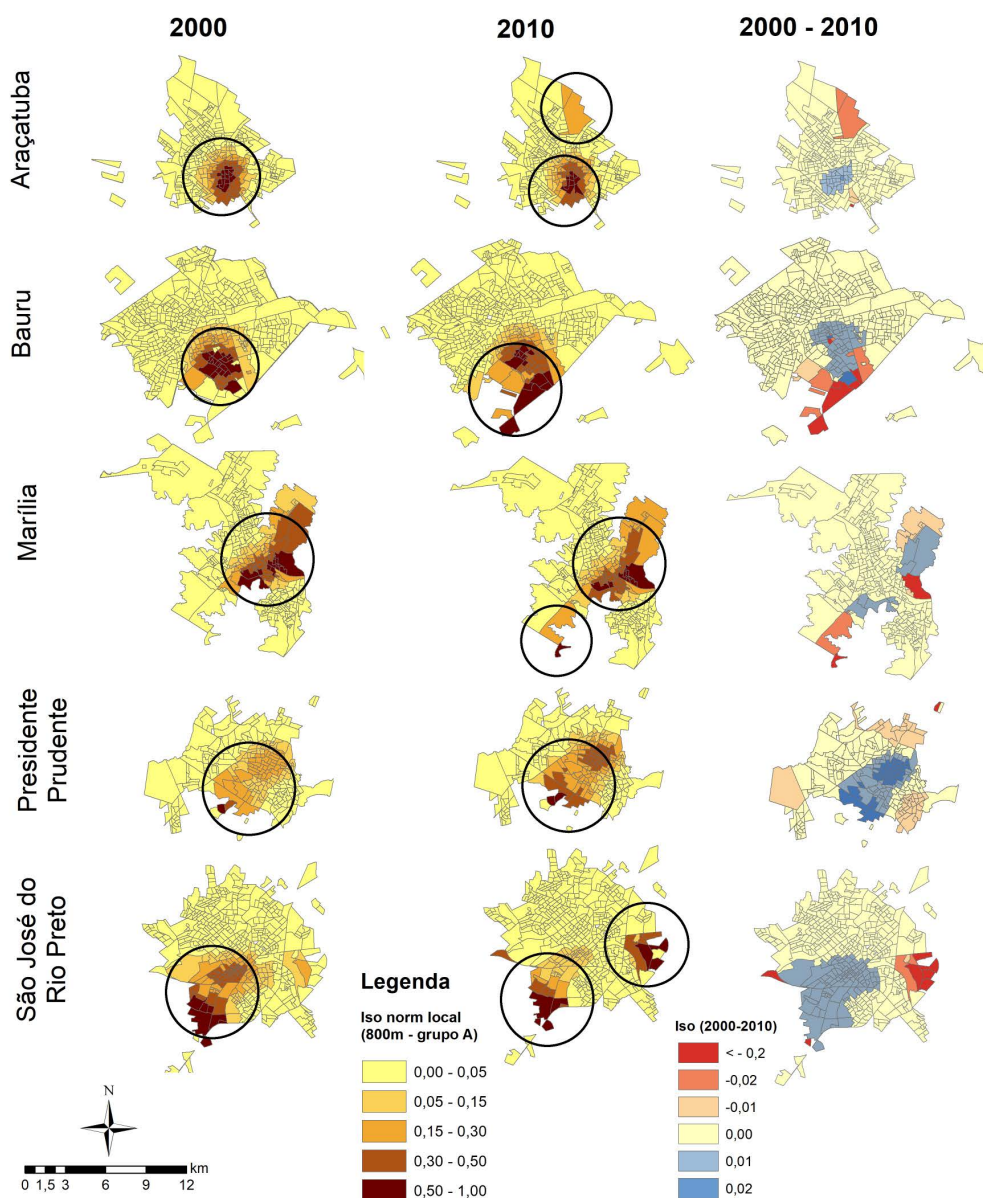 2000
2010
2000 - 2010
Araçatuba
Bauru
Marília
Presidente
Prudente
São José do
Rio Preto
Legenda
Iso norm local
(800m - grupo A)
0,00 - 0,05
0,05 - 0,15
0,15 - 0,30
0,30 - 0,50
0,50 - 1,00
Iso (2000-2010)
< - 0,2
-0,02
-0,01
0,00
0,01
0,02
N
km
0 1,5 3 6 9 12